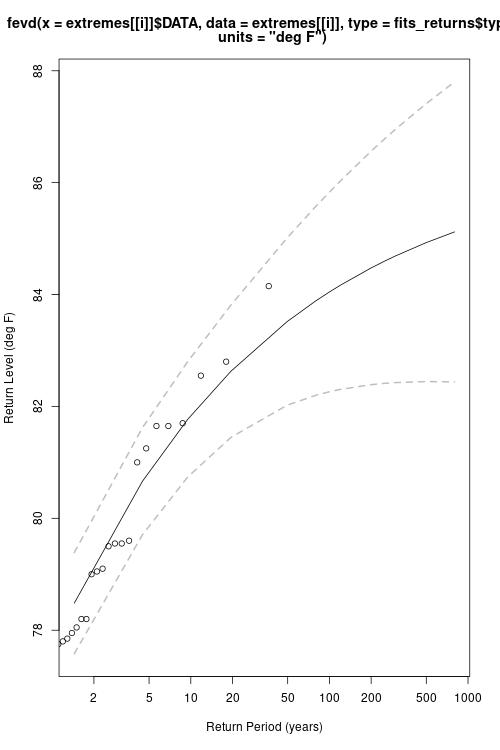 fevd(x = extremes[[i]]$DATA, data = extremes[[i]], type = fits_returns$typ
units = "deg F")
88
86
84
82
80
78
Return Level (deg F)
2 5 10 20 50 100 200 500 1000
Return Period (years)